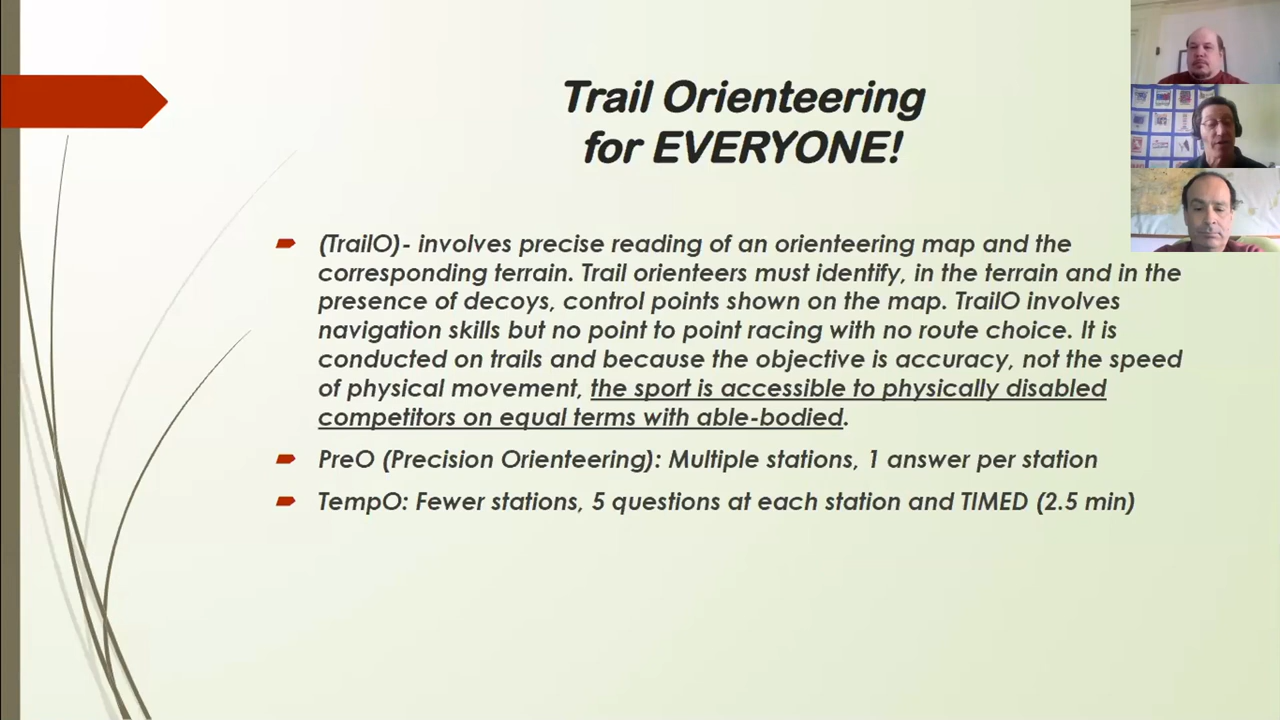 Trail Orienteering
for EVERYONE!
(TrailO)- involves precise reading of an orienteering map and the
corresponding terrain. Trail orienteers must identify, in the terrain and in the
presence of decoys, control points shown on the map. TrailO involves
navigation skills but no point to point racing with no route choice. It is
conducted on trails and because the objective is accuracy, not the speed
of physical movement, the sport is accessible to physically disabled
competitors on equal terms with able-bodied.
PreO (Precision Orienteering): Multiple stations, 1 answer per station
TempO: Fewer stations, 5 questions at each station and TIMED (2.5 min)